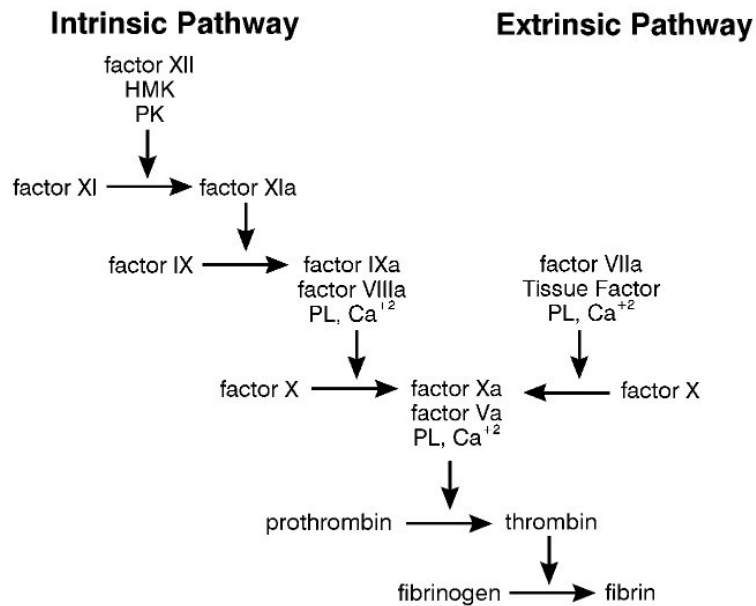 Intrinsic Pathway
Extrinsic Pathway
factor XII
HMK
PK
factor XI
factor XIa
factor IX
factor IXa
factor VIIIa
PL, Ca⁺²
factor VIIa
Tissue Factor
PL, Ca⁺²
factor X
factor Xa
factor Va
PL, Ca⁺²
factor X
prothrombin
thrombin
fibrinogen
fibrin